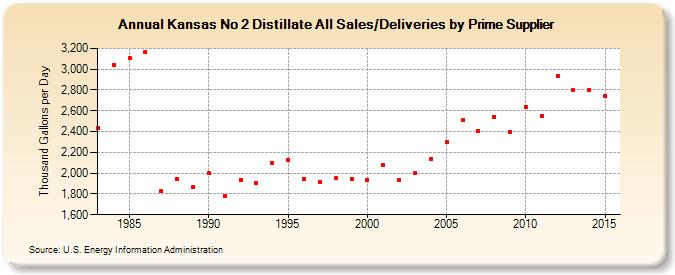 Annual Kansas No 2 Distillate All Sales/Deliveries by Prime Supplier
Thousand Gallons per Day
3,200
3,000
2,800
2,600
2,400
2,200
2,000
1,800
1,600
1985 1990 1995 2000 2005 2010 2015
Source: U.S. Energy Information Administration